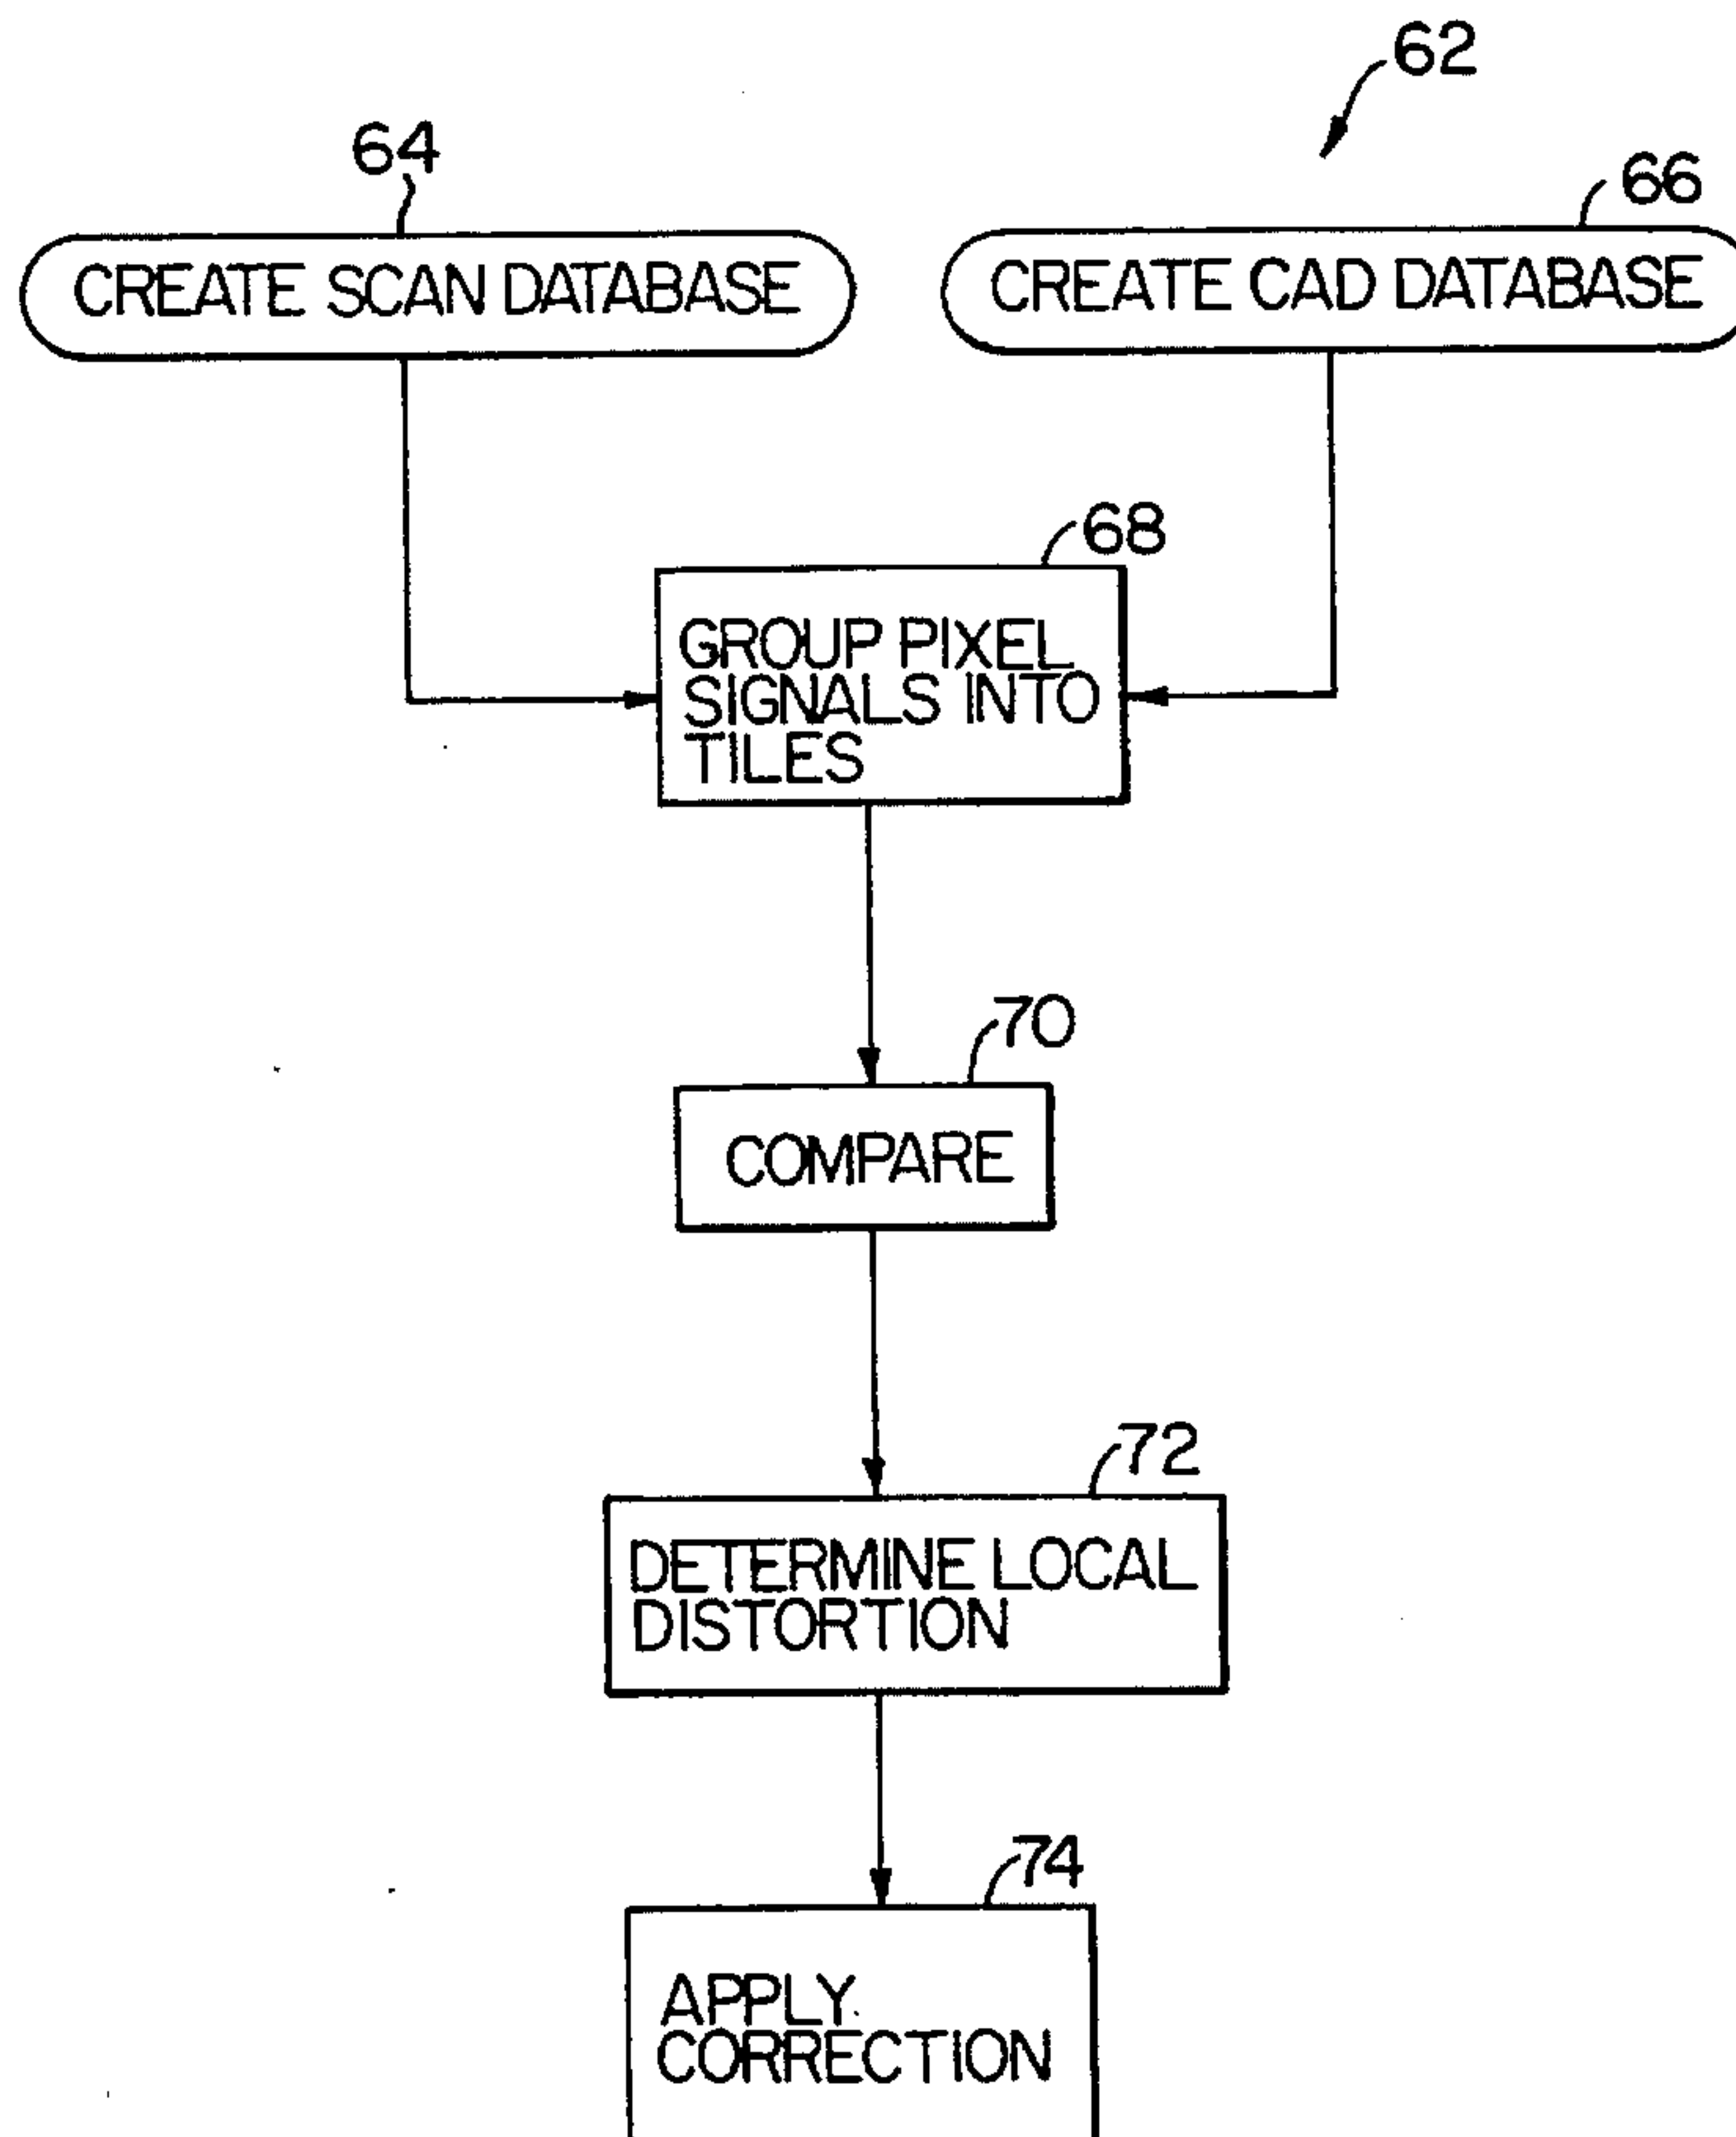 62
64
66
CREATE SCAN DATABASE
CREATE CAD DATABASE
68
GROUP PIXEL
SIGNALS INTO
TILES
70
COMPARE
72
DETERMINE LOCAL
DISTORTION
74
APPLY
CORRECTION